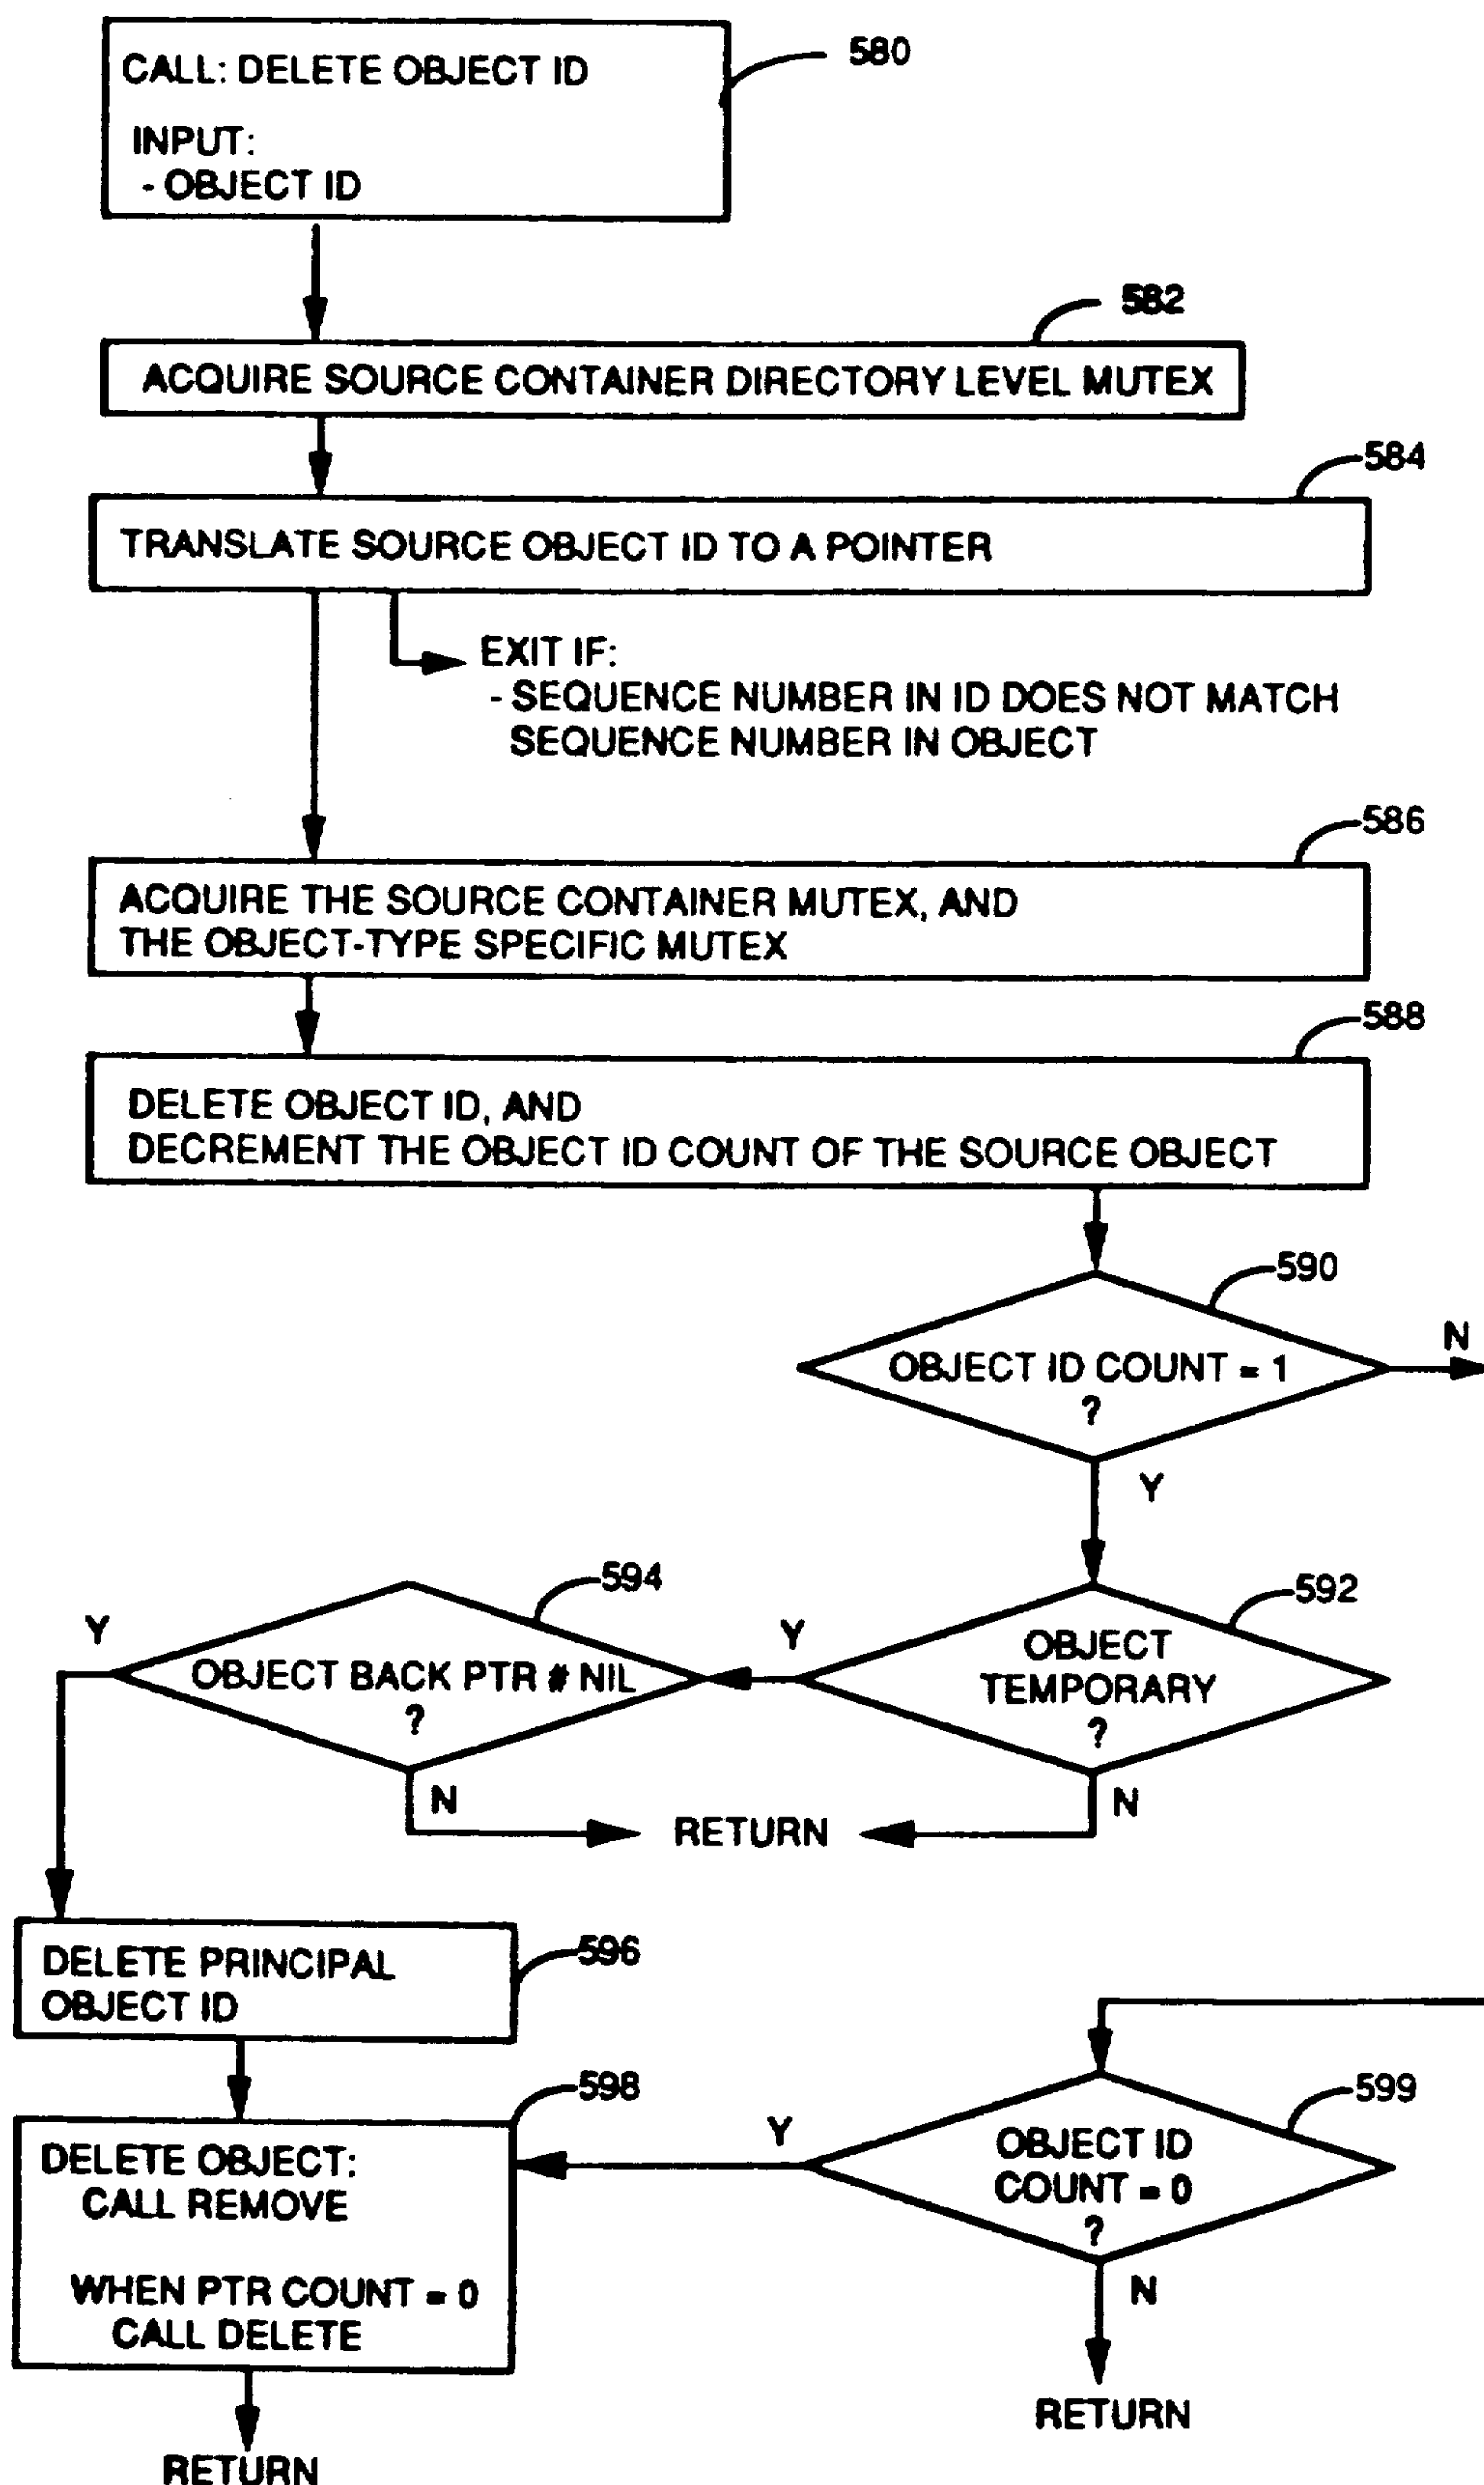 CALL: DELETE OBJECT ID
INPUT:
- OBJECT ID
580
582
ACQUIRE SOURCE CONTAINER DIRECTORY LEVEL MUTEX
584
TRANSLATE SOURCE OBJECT ID TO A POINTER
EXIT IF:
- SEQUENCE NUMBER IN ID DOES NOT MATCH
SEQUENCE NUMBER IN OBJECT
586
ACQUIRE THE SOURCE CONTAINER MUTEX, AND
THE OBJECT-TYPE SPECIFIC MUTEX
588
DELETE OBJECT ID, AND
DECREMENT THE OBJECT ID COUNT OF THE SOURCE OBJECT
590
OBJECT ID COUNT = 1
?
N
Y
592
OBJECT
TEMPORARY
?
Y
N
594
OBJECT BACK PTR # NIL
?
Y
N
RETURN
DELETE PRINCIPAL
OBJECT ID
596
598
DELETE OBJECT:
CALL REMOVE
WHEN PTR COUNT = 0
CALL DELETE
RETURN
599
OBJECT ID
COUNT = 0
?
Y
N
RETURN